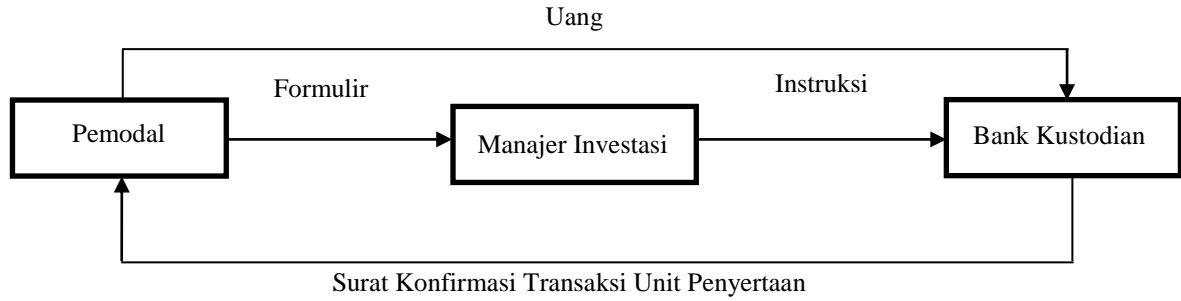 Uang
Formulir
Instruksi
Pemodal
Manajer Investasi
Bank Kustodian
Surat Konfirmasi Transaksi Unit Penyertaan